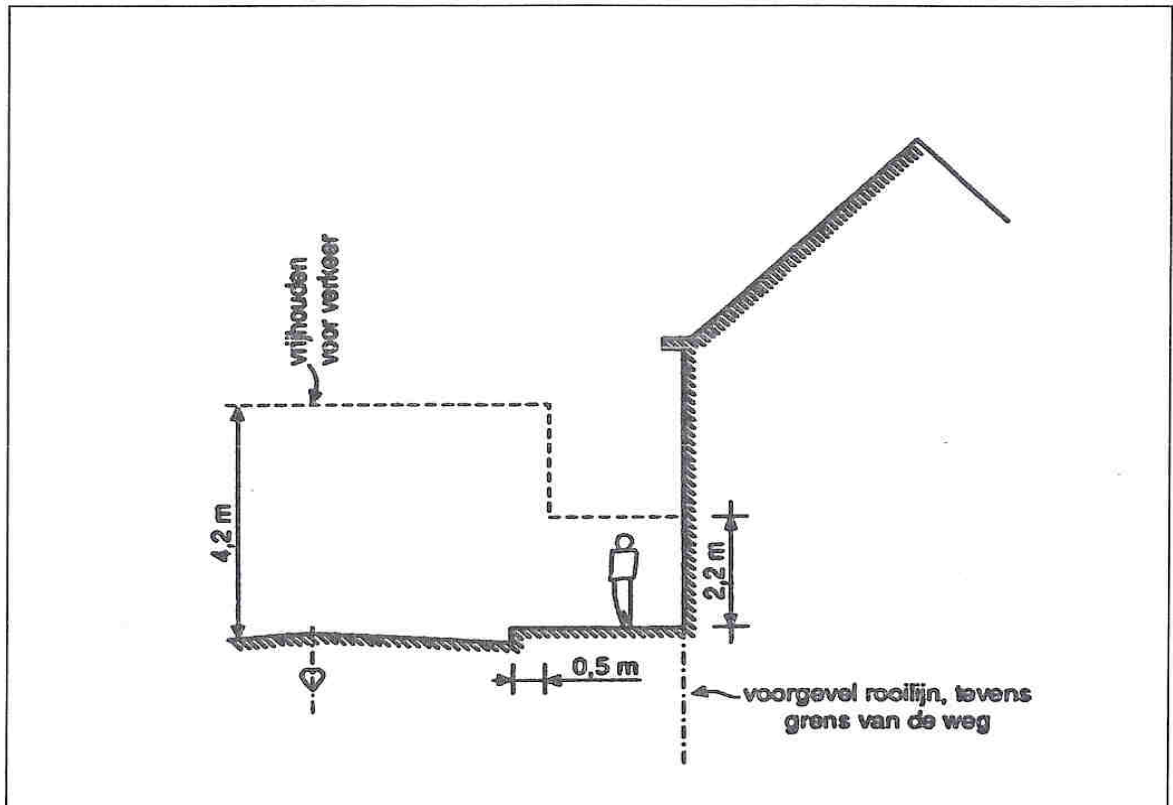 vrijhouden
voor verkeer
4,2 m
2,2 m
0,5 m
voorgevel rooilijn, tevens
grens van de weg